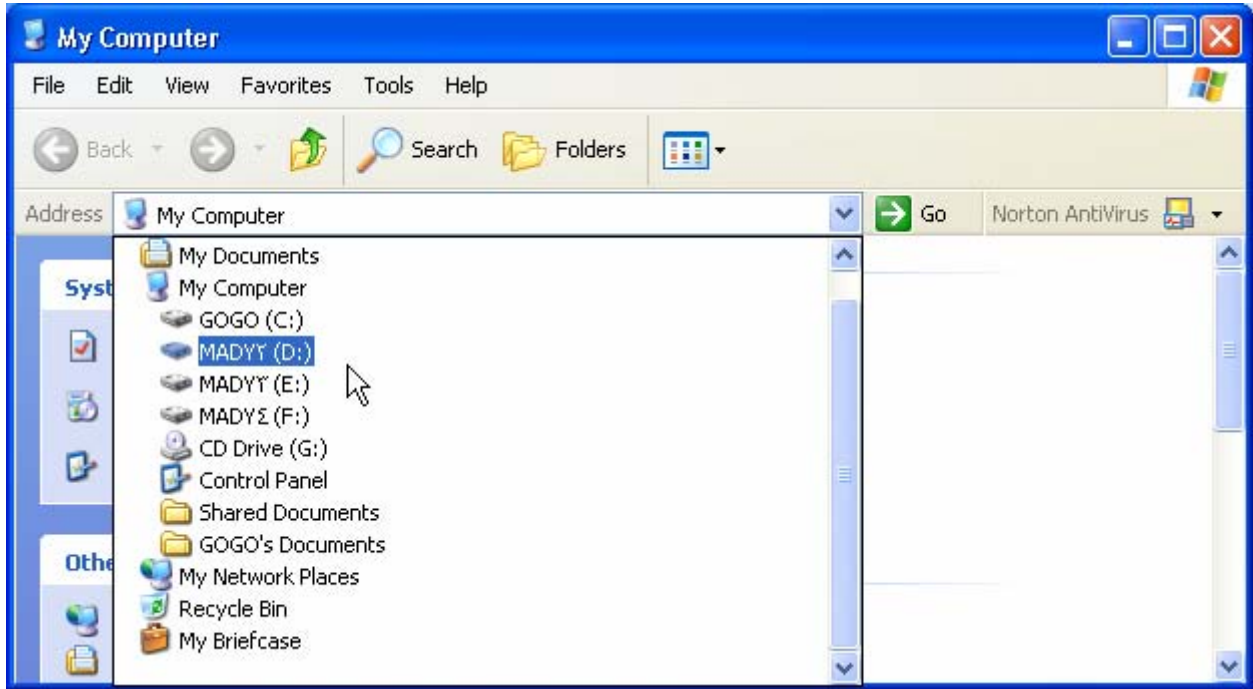 My Computer
File Edit View Favorites Tools Help
Back Search Folders
Address My Computer Go Norton AntiVirus
My Documents
Syst My Computer
GOGO (C:)
MADY٢ (D:)
MADY٣ (E:)
MADY٤ (F:)
CD Drive (G:)
Control Panel
Shared Documents
GOGO's Documents
Othe My Network Places
Recycle Bin
My Briefcase